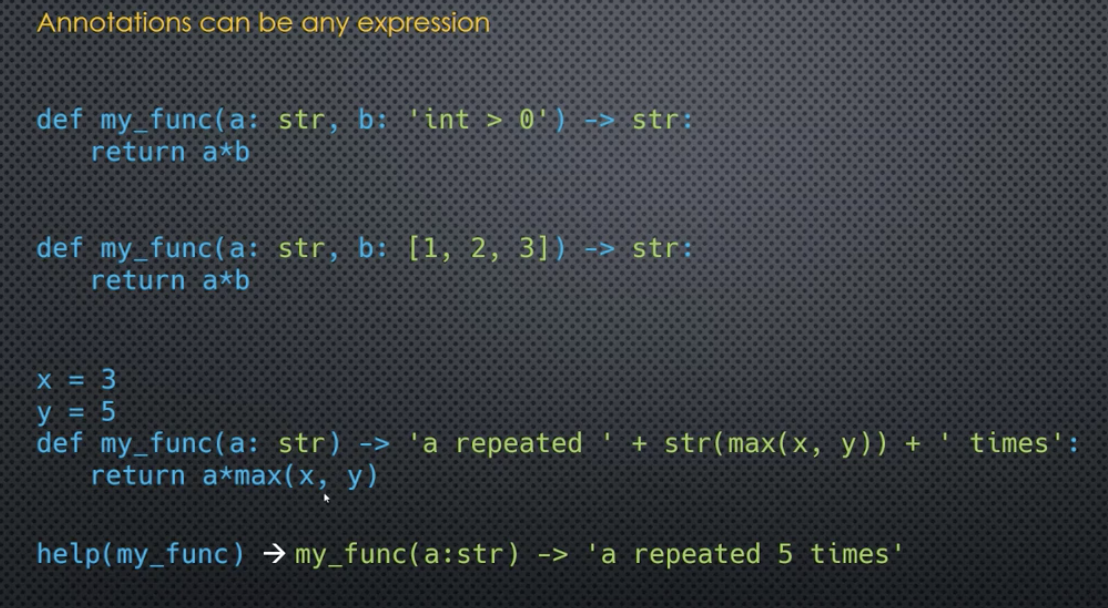 Annotations can be any expression
def my_func(a: str, b: 'int > 0') -> str:
return a*b
def my_func(a: str, b: [1, 2, 3]) -> str:
return a*b
x = 3
y = 5
def my_func(a: str) -> 'a repeated ' + str(max(x, y)) + ' times':
return a*max(x, y)
help(my_func) → my_func(a:str) -> 'a repeated 5 times'